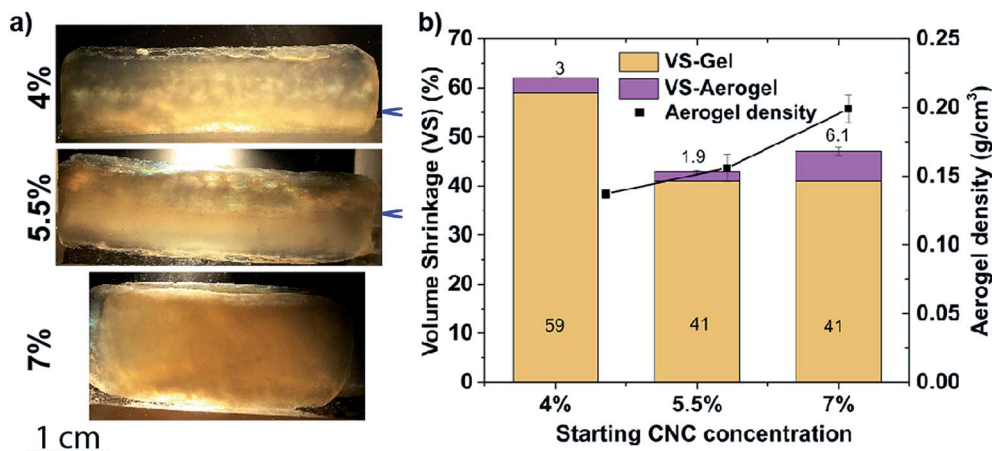 a)
4%
5.5%
7%
1 cm
b)
Volume Shrinkage (VS) (%)
70
60
50
40
30
20
10
0
VS-Gel
VS-Aerogel
Aerogel density
3
1.9
6.1
59
41
41
0.25
0.20
0.15
0.10
0.05
0.00
Aerogel density (g/cm³)
4%
5.5%
7%
Starting CNC concentration